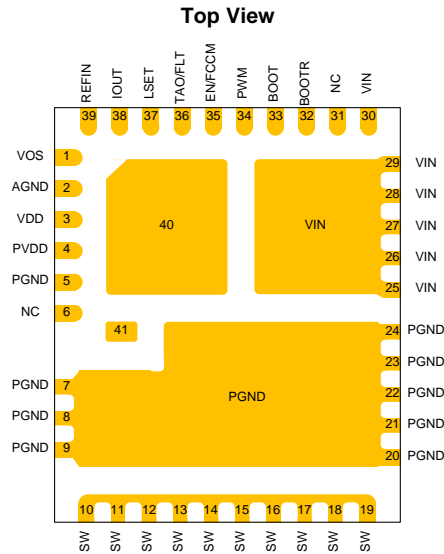 Top View
REFIN IOUT LSET TAO/FLT EN/FCCM PWM BOOT BOOTR NC VIN
39 38 37 36 35 34 33 32 31 30
VOS 1 29 VIN
AGND 2 28 VIN
VDD 3 40 VIN 27 VIN
PVDD 4 26 VIN
PGND 5 25 VIN
NC 6
41 24 PGND
23 PGND
PGND 7 22 PGND
PGND
PGND 8 21 PGND
PGND 9 20 PGND
10 11 12 13 14 15 16 17 18 19
SW SW SW SW SW SW SW SW SW SW